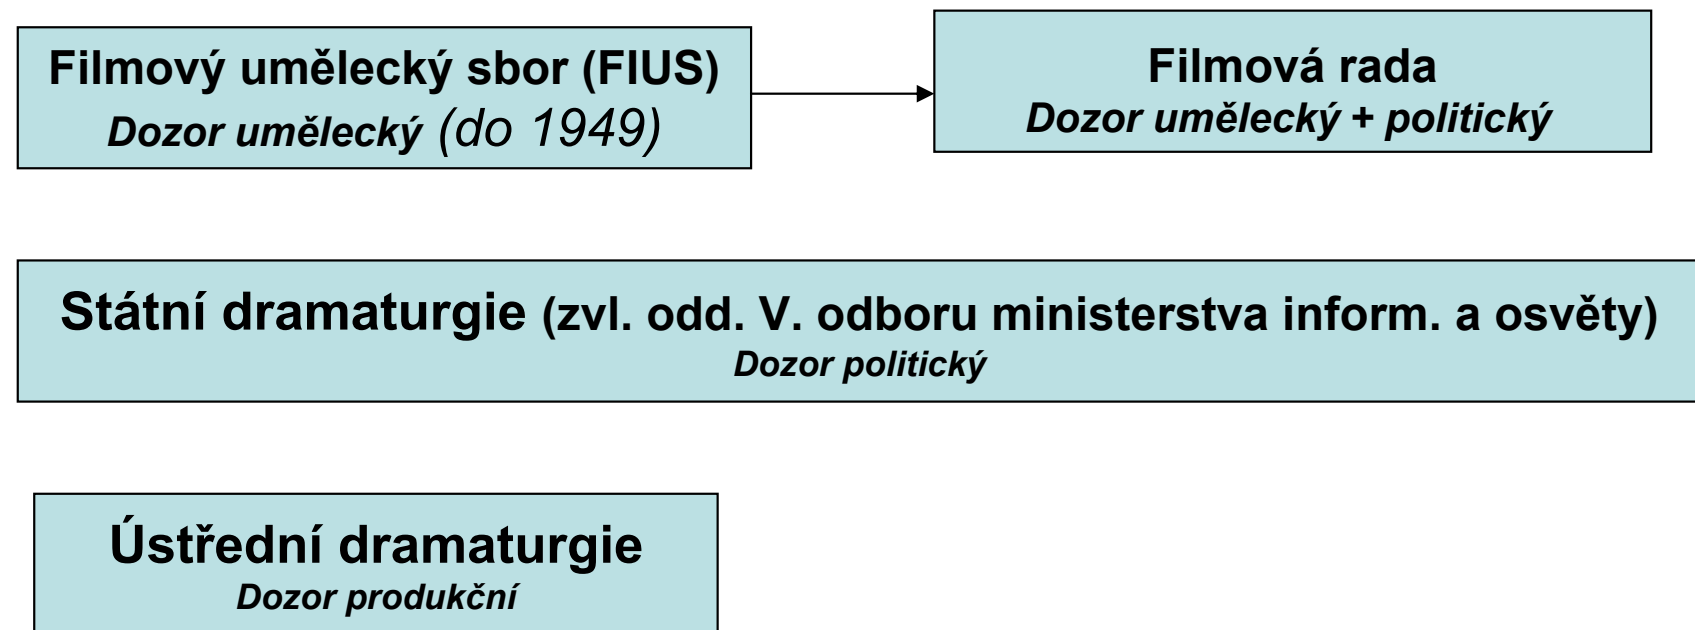 Filmový umělecký sbor (FIUS)
Dozor umělecký (do 1949)
Filmová rada
Dozor umělecký + politický
Státní dramaturgie (zvl. odd. V. odboru ministerstva inform. a osvěty)
Dozor politický
Ústřední dramaturgie
Dozor produkční